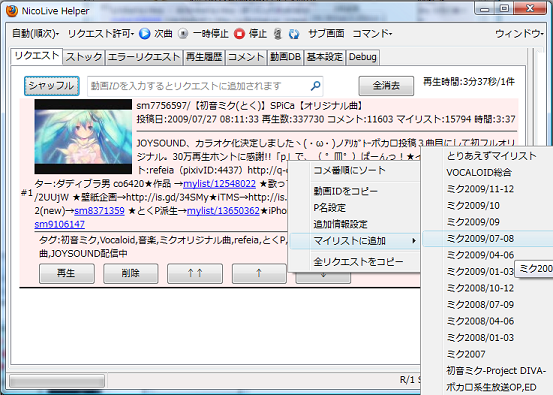 NicoLive Helper
自動(順次)▾ リクエスト許可▾ 次曲 一時停止 停止 サブ画面 コマンド▾ ウィンドウ▾
リクエスト ストック エラーリクエスト 再生履歴 コメント 動画DB 基本設定 Debug
シャッフル 動画IDを入力するとリクエストに追加されます 全消去 再生時間:3分37秒/1件
sm7756597/【初音ミク(とく)】SPiCa【オリジナル曲】
投稿日:2009/07/27 08:11:33 再生数:337730 コメント:11603 マイリスト:15794 時間:3:37
JOYSOUND、カラオケ化決定しました
ボカロ投稿3曲目にして初フルオリ
ジナル。30万再生ホントに感謝!!
ト:refeia(pixivID:4437) http://q-
#1
ター:ダディブラ男 co6420★作品 →mylist/12548022 ★歌っ
/2UUjW ★壁紙企画→http://is.gd/34SMy★iTMS→http://is.
2(new)→sm8371359 ★とくP派生→mylist/13650362★iPho
sm9106147
タグ:初音ミク,Vocaloid,音楽,ミクオリジナル曲,refeia,とくP,
曲,JOYSOUND配信中
再生 削除 ↑↑ ↑ ↓
コメ番順にソート
動画IDをコピー
P名設定
追加情報設定
マイリストに追加
全リクエストをコピー
とりあえずマイリスト
VOCALOID総合
ミク2009/11-12
ミク2009/10
ミク2009/09
ミク2009/07-08
ミク2009/04-06
ミク2009/01-03
ミク200
ミク2008/10-12
ミク2008/07-09
ミク2008/04-06
ミク2008/01-03
ミク2007
初音ミク-Project DIVA-
ボカロ系生放送OP,ED
R/1 S